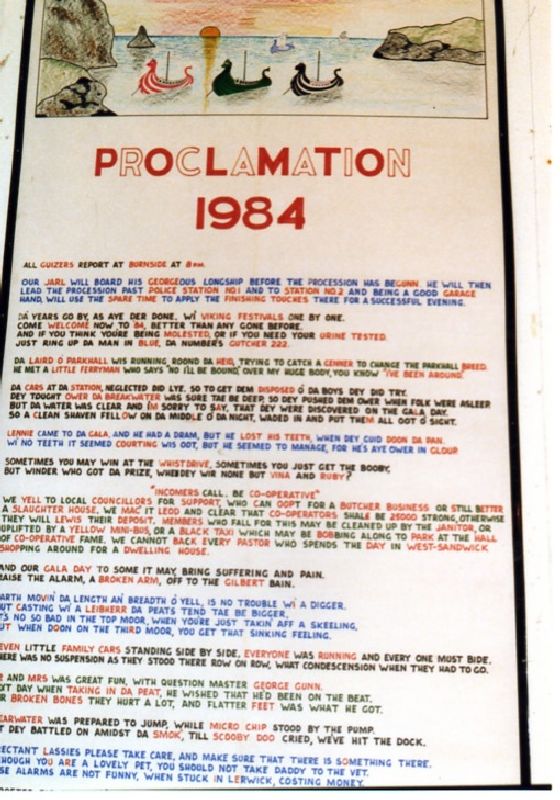 PROCLAMATION
1984
ALL GUIZERS REPORT AT BURNSIDE AT 8PM.
OUR JARL WILL BOARD HIS GEORGEOUS LONGSHIP BEFORE THE PROCESSION HAS BEGUNN. HE WILL THEN
LEAD THE PROCESSION PAST POLICE STATION NO1 AND TO STATION NO.2 AND BEING A GOOD GARAGE
HAND, WILL USE THE SPARE TIME TO APPLY THE FINISHING TOUCHES THERE FOR A SUCCESSFUL EVENING.
DA YEARS GO BY, AS AYE DER DONE, WI VIKING FESTIVALS ONE BY ONE.
COME WELCOME NOW TO 84, BETTER THAN ANY GONE BEFORE.
AND IF YOU THINK YOU'RE BEING MOLESTED, OR IF YOU NEED YOUR URINE TESTED.
JUST RING UP DA MAN IN BLUE, DA NUMBER'S GUTCHER 222.
DA LAIRD O PARKHALL WIS RUNNING ROOND DA HEID, TRYING TO CATCH A GENNER TO CHANGE THE PARKHALL BREED.
HE MET A LITTLE FERRYMAN WHO SAYS "NO I'LL BE BOUND, OVER MY HUGE BODY, YOU KNOW "I'VE BEEN AROUND."
DA CARS AT DA STATION, NEGLECTED DID LYE. SO TO GET DEM DISPOSED O DA BOYS DEY DID TRY.
DEY TOUGHT OWER DA BREAKWATER WAS SURE TAE BE DEEP. SO DEY PUSHED DEM OWER WHEN FOLK WERE ASLEEP
BUT DA WATER WAS CLEAR AND I'M SORRY TO SAY, THAT DEY WERE DISCOVERED ON THE GALA DAY.
SO A CLEAN SHAVEN FELLOW ON DA MIDDLE O DA NIGHT, WADED IN AND PUT THEM ALL OOT O SIGHT.
LENNIE CAME TO DA GALA, AND HE HAD A DRAM, BUT HE LOST HIS TEETH, WHEN DEY GUID DOON DA PAN.
WI NO TEETH IT SEEMED COURTING WIS OOT, BUT HE SEEMED TO MANAGE, FOR HE'S AYE OWER IN GLOUP
SOMETIMES YOU MAY WIN AT THE WHISTDRIVE, SOMETIMES YOU JUST GET THE BOOBY,
BUT WINDER WHO GOT DA PRIZE, WHEI DEY WIR NONE BUT VINA AND RUBY?
"INCOMERS CALL. BE CO-OPERATIVE"
WE YELL TO LOCAL COUNCILLORS FOR SUPPORT, WHO CAN OOPT FOR A BUTCHER BUSINESS OR STILL BETTER
A SLAUGHTER HOUSE. WE MAC IT LEOD AND CLEAR THAT CO-OPERATORS SHALL BE 25000 STRONG, OTHERWISE
THEY WILL LEWIS THEIR DEPOSIT. MEMBERS WHO FALL FOR THIS MAY BE CLEANED UP BY THE JANITOR, OR
UPLIFTED BY A YELLOW MINI-BUS, OR A BLACK TAXI WHICH MAY BE BOBBING ALONG TO PARK AT THE HALL
OF CO-OPERATIVE FAME. WE CANNOT BACK EVERY PASTOR WHO SPENDS THE DAY IN WEST-SANDWICK
SHOPPING AROUND FOR A DWELLING HOUSE.
AND OUR GALA DAY TO SOME IT MAY, BRING SUFFERING AND PAIN.
RAISE THE ALARM, A BROKEN ARM, OFF TO THE GILBERT BAIN.
ARTH MOVIN' DA LENGTH AN BREADTH O YELL, IS NO TROUBLE WI A DIGGER.
UT CASTING WI A LEIBHERR DA PEATS TEND TAE BE BIGGER.
TS NO SO BAD IN THE TOP MOOR, WHEN YOU'RE JUST TAKIN' AFF A SKEELING,
UT WHEN DOON ON THE THIRD MOOR, YOU GET THAT SINKING FEELING.
EVEN LITTLE FAMILY CARS STANDING SIDE BY SIDE, EVERYONE WAS RUNNING AND EVERY ONE MUST BIDE.
HERE WAS NO SUSPENSION AS THEY STOOD THERE ROW ON ROW, WHAT CONDESCENSION WHEN THEY HAD TO GO.
R AND MRS WAS GREAT FUN, WITH QUESTION MASTER GEORGE GUNN.
XT DAY WHEN TAKING IN DA PEAT, HE WISHED THAT HE'D BEEN ON THE BEAT.
R BROKEN BONES THEY HURT A LOT, AND FLATTER FEET WAS WHAT HE GOT.
EARWATER WAS PREPARED TO JUMP, WHILE MICRO CHIP STOOD BY THE PUMP.
T DEY BATTLED ON AMIDST DA SMOK, TILL SCOOBY DOO CRIED, WE'VE HIT THE DOCK.
ECTANT LASSIES PLEASE TAKE CARE, AND MAKE SURE THAT THERE IS SOMETHING THERE.
HOUGH YOU ARE A LOVELY PET, YOU SHOULD NOT TAKE DADDY TO THE VET.
SE ALARMS ARE NOT FUNNY, WHEN STUCK IN LERWICK, COSTING MONEY.